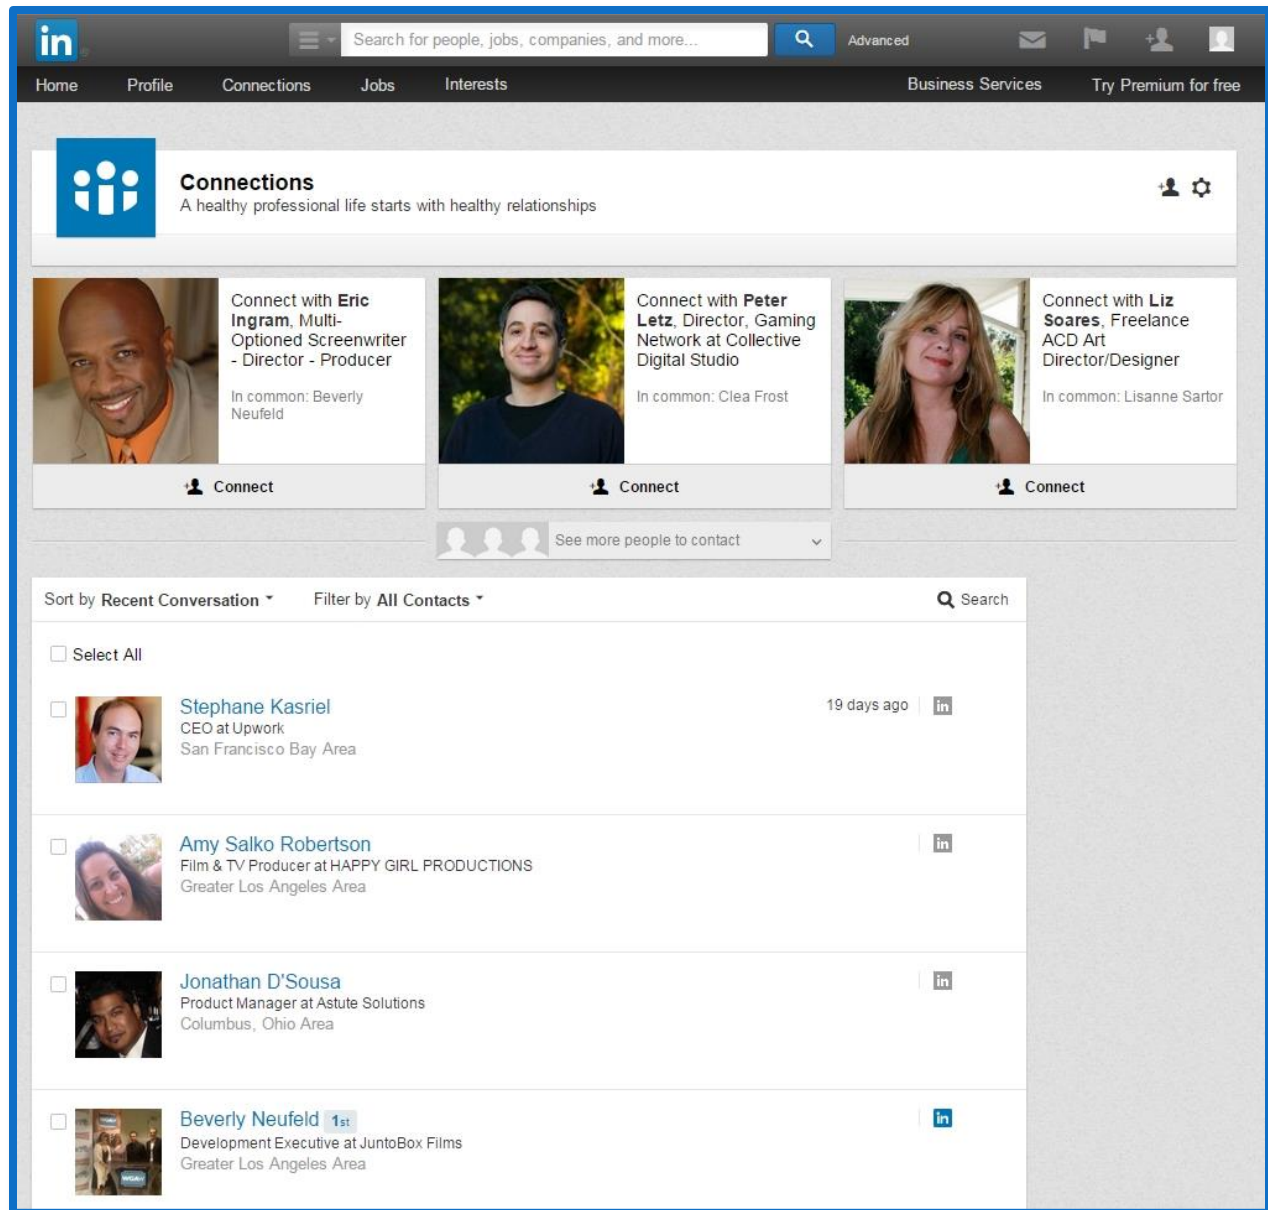 in
Search for people, jobs, companies, and more...
Advanced
Home Profile Connections Jobs Interests Business Services Try Premium for free
Connections
A healthy professional life starts with healthy relationships
Connect with Eric
Ingram, Multi-
Optioned Screenwriter
- Director - Producer
In common: Beverly
Neufeld
Connect
Connect with Peter
Letz, Director, Gaming
Network at Collective
Digital Studio
In common: Clea Frost
Connect
Connect with Liz
Soares, Freelance
ACD Art
Director/Designer
In common: Lisanne Sartor
Connect
See more people to contact
Sort by Recent Conversation Filter by All Contacts Search
Select All
Stephane Kasriel 19 days ago in
CEO at Upwork
San Francisco Bay Area
Amy Salko Robertson in
Film & TV Producer at HAPPY GIRL PRODUCTIONS
Greater Los Angeles Area
Jonathan D'Sousa in
Product Manager at Astute Solutions
Columbus, Ohio Area
Beverly Neufeld 1st in
Development Executive at JuntoBox Films
Greater Los Angeles Area